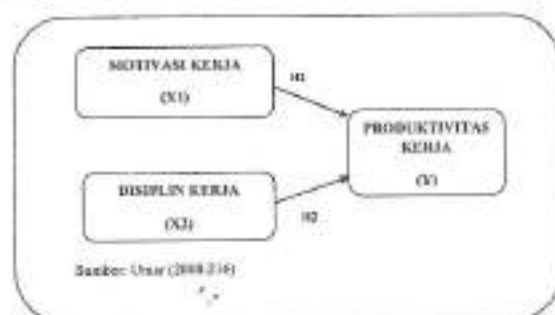 MOTIVASI KERJA
(X1)
H1
PRODUKTIVITAS
KERJA
(Y)
DISIPLIN KERJA
(X2)
H2
Sumber: Umar (2008:216)